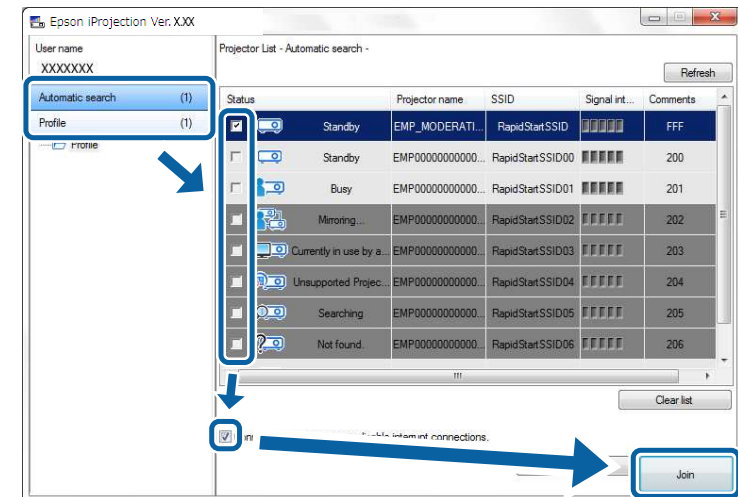 Epson iProjection Ver. X.XX
User name
XXXXXXX
Projector List - Automatic search -
Refresh
Automatic search (1)
Profile (1)
Profile
Status Projector name SSID Signal int... Comments
Standby EMP_MODERATI... RapidStartSSID FFF
Standby EMP00000000000... RapidStartSSID00 200
Busy EMP00000000000... RapidStartSSID01 201
Mirroring... EMP00000000000... RapidStartSSID02 202
Currently in use by a... EMP00000000000... RapidStartSSID03 203
Unsupported Projec... EMP00000000000... RapidStartSSID04 204
Searching EMP00000000000... RapidStartSSID05 205
Not found. EMP00000000000... RapidStartSSID06 206
Clear list
interrupt connections.
Join